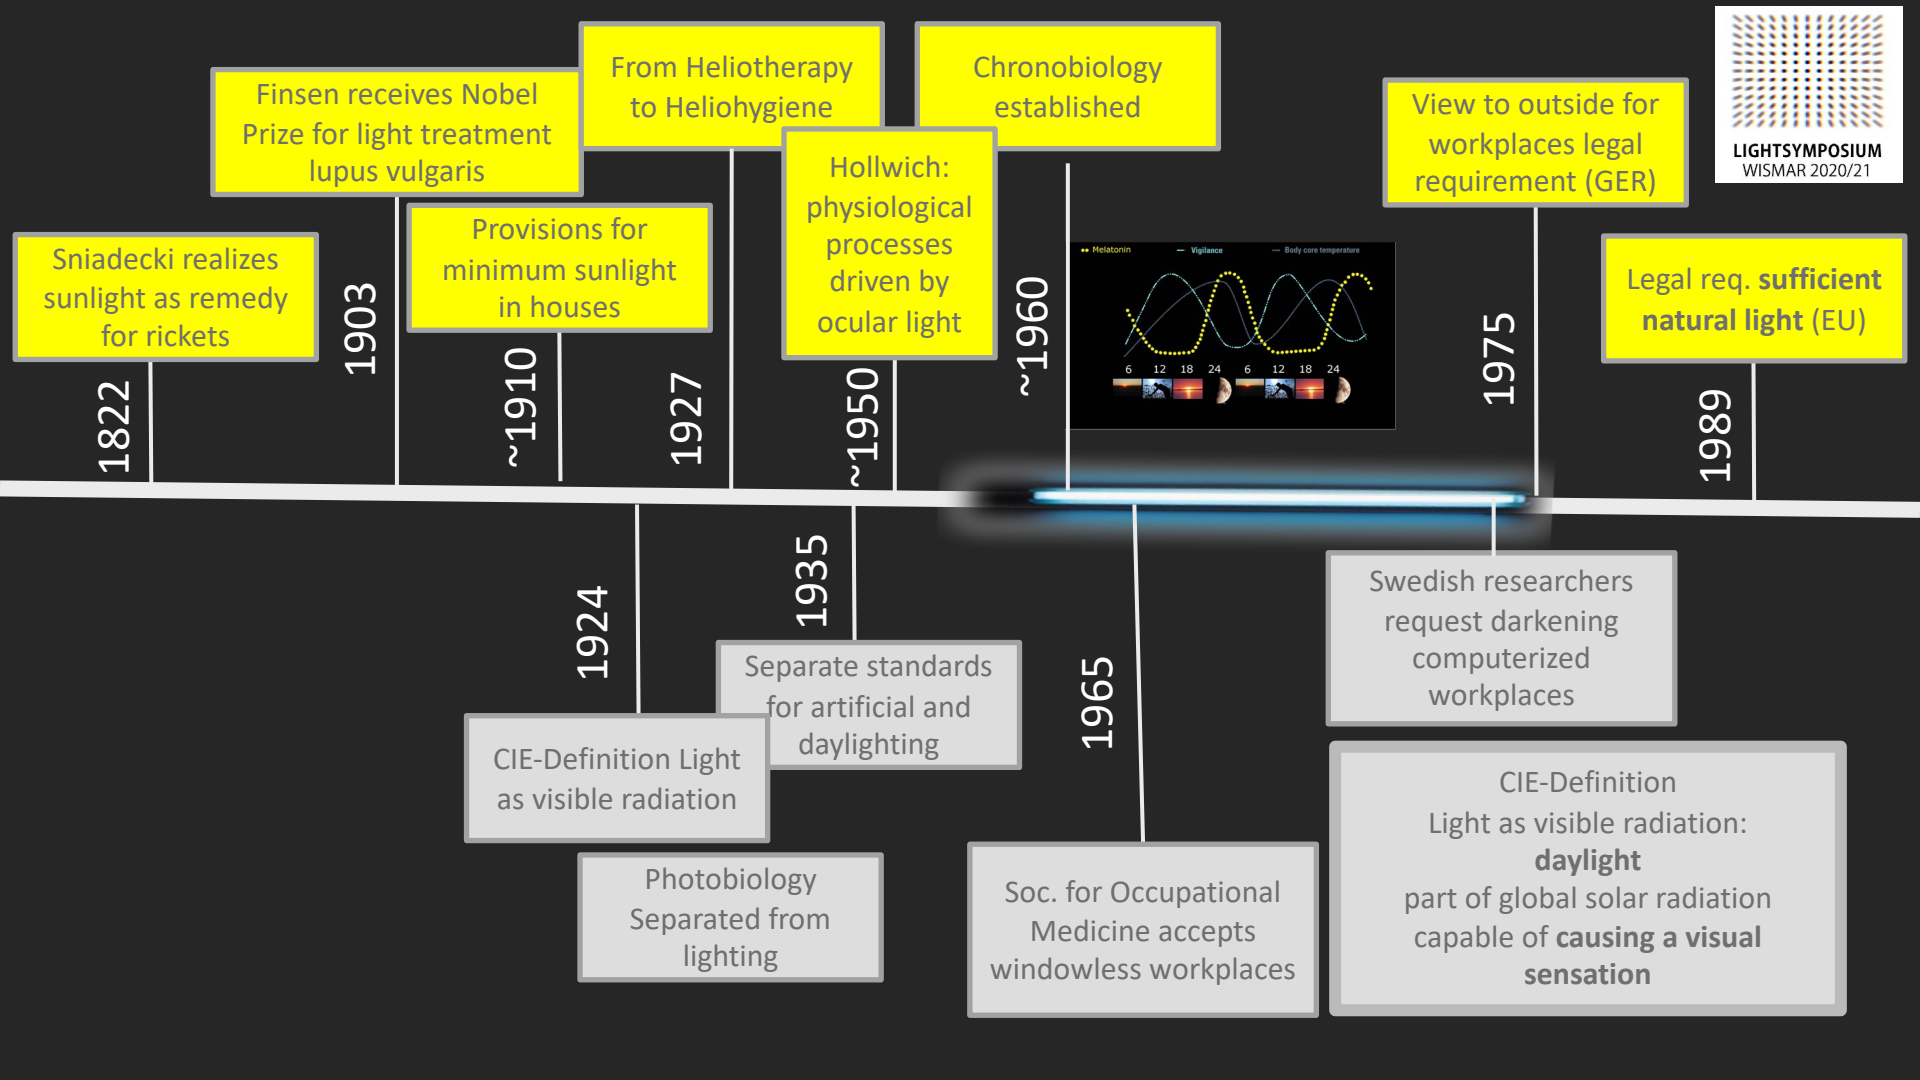 From Heliotherapy
to Heliohygiene
Chronobiology
established
Finsen receives Nobel
Prize for light treatment
lupus vulgaris
View to outside for
workplaces legal
requirement (GER)
LIGHTSYMPOSIUM
WISMAR 2020/21
Hollwich:
physiological
processes
driven by
ocular light
Provisions for
minimum sunlight
in houses
Sniadecki realizes
sunlight as remedy
for rickets
Legal req. sufficient
natural light (EU)
Melatonin
Vigilance
Body core temperature
6 12 18 24 6 12 18 24
1822
1903
~1910
1927
~1950
~1960
1975
1989
1924
1935
1965
Swedish researchers
request darkening
computerized
workplaces
Separate standards
for artificial and
daylighting
CIE-Definition Light
as visible radiation
Photobiology
Separated from
lighting
Soc. for Occupational
Medicine accepts
windowless workplaces
CIE-Definition
Light as visible radiation:
daylight
part of global solar radiation
capable of causing a visual
sensation